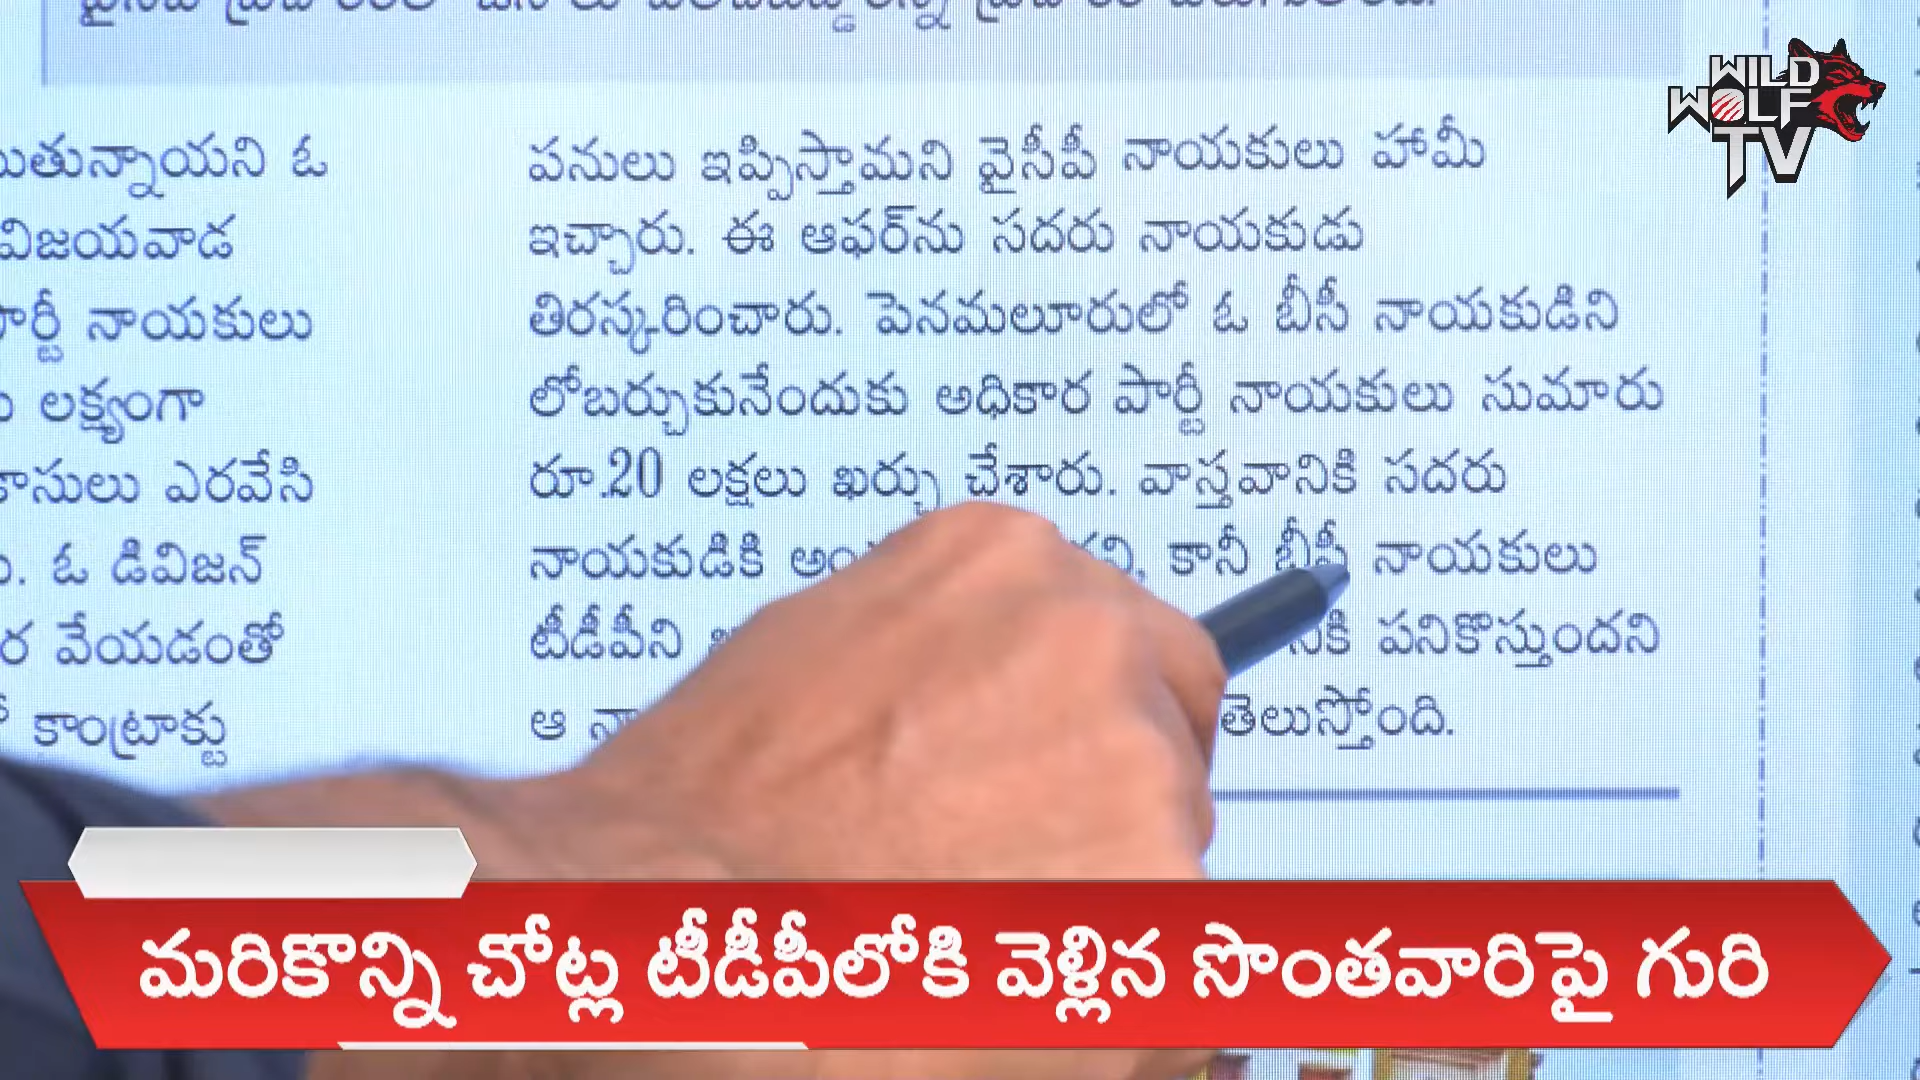 WILD
WOLF
TV
ఓ
విజయవాడ
నాయకులు
లక్ష్యంగా
ఎరవేసి
ఓ డివిజన్
వేయడంతో
కాంట్రాక్టు
పనులు ఇప్పిస్తామని వైసీపీ నాయకులు హామీ
ఇచ్చారు. ఈ ఆఫర్‌ను సదరు నాయకుడు
తిరస్కరించారు. పెనమలూరులో ఓ బీసీ నాయకుడిని
లోబర్చుకునేందుకు అధికార పార్టీ నాయకులు సుమారు
రూ.20 లక్షలు ఖర్చు చేశారు. వాస్తవానికి సదరు
నాయకుడికి కానీ బీసీ నాయకులు
టీడీపీని పనికొస్తుందని
ఆ తెలుస్తోంది.
మరికొన్ని చోట్ల టీడీపీలోకి వెళ్లిన సొంతవారిపై గురి